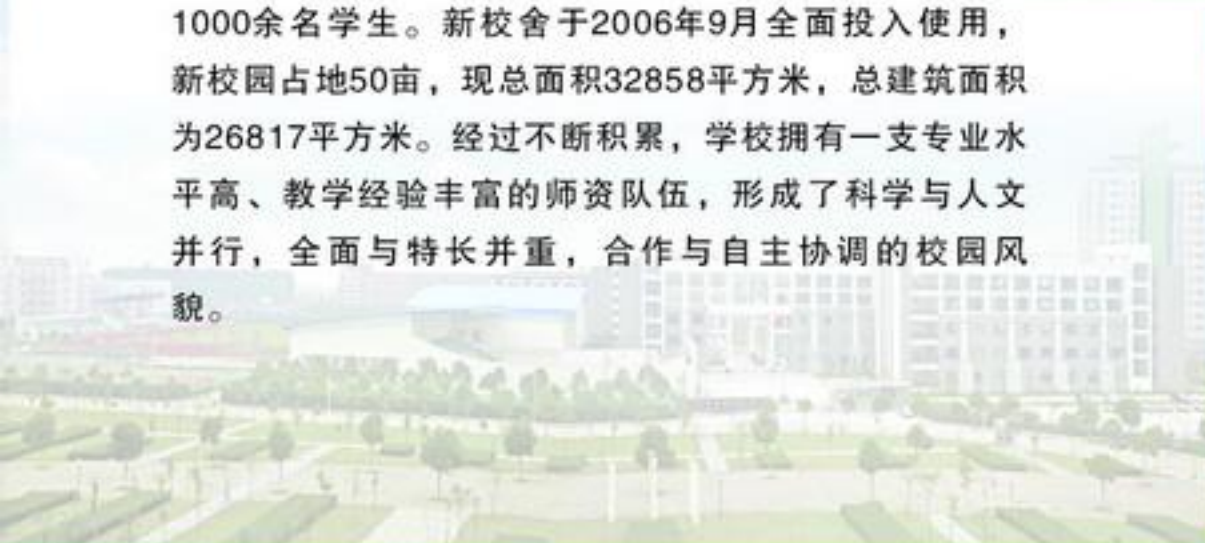 1000余名学生。新校舍于2006年9月全面投入使用，
新校园占地50亩，现总面积32858平方米，总建筑面积
为26817平方米。经过不断积累，学校拥有一支专业水
平高、教学经验丰富的师资队伍，形成了科学与人文
并行，全面与特长并重，合作与自主协调的校园风
貌。